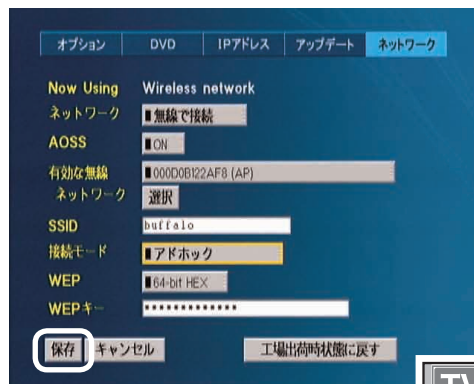 オプション DVD IPアドレス アップデート ネットワーク
Now Using Wireless network
ネットワーク 無線で接続
AOSS ON
有効な無線 000D0B122AF8 (AP)
ネットワーク 選択
SSID buffalo
接続モード アドホック
WEP 64-bit HEX
WEPキー *************
保存 キャンセル 工場出荷時状態に戻す
TV